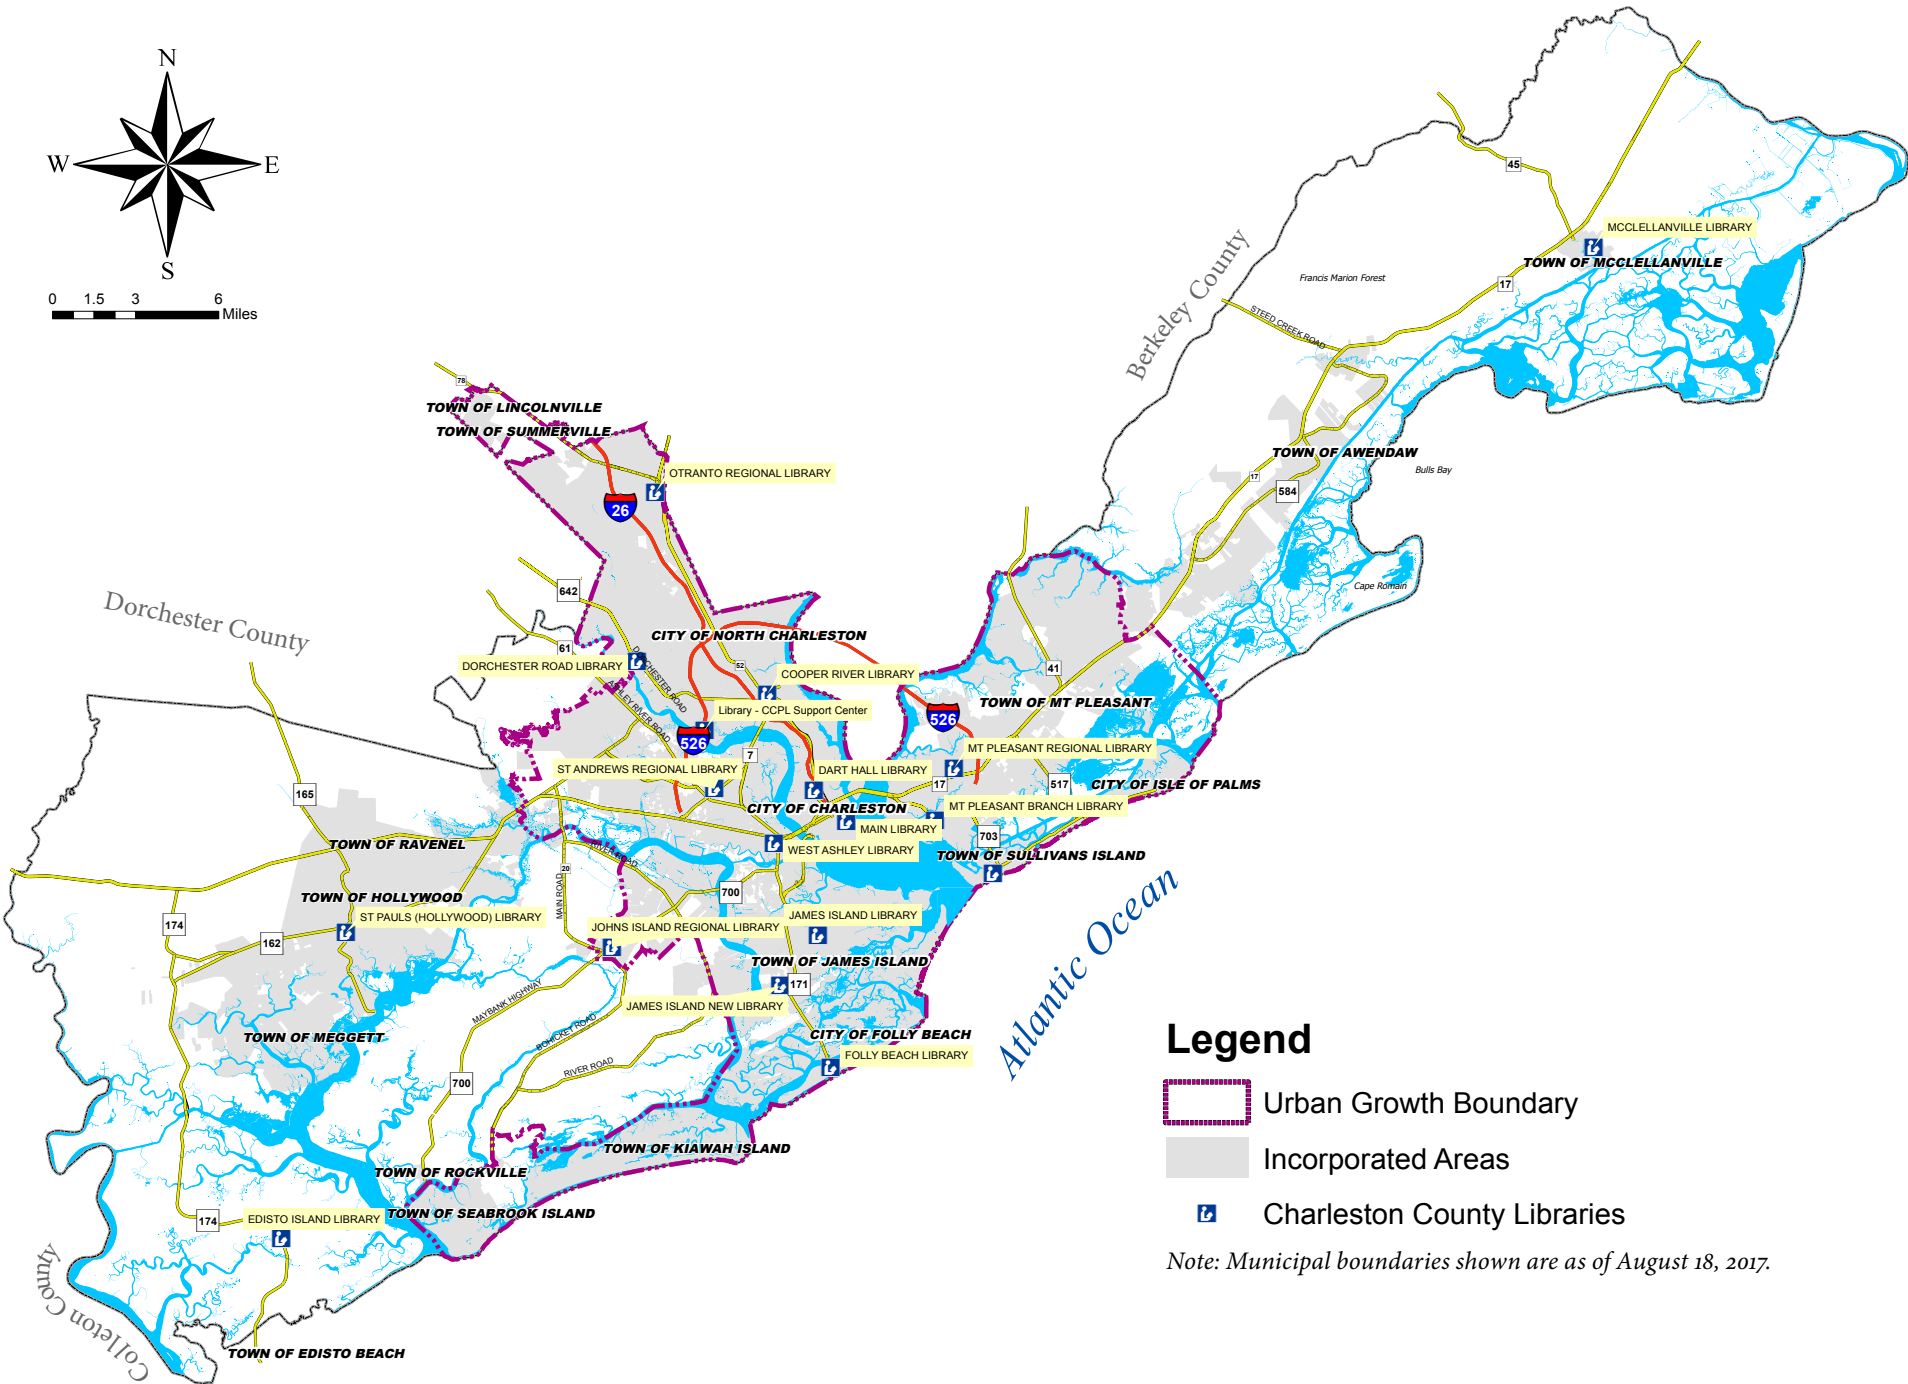 N
W
E
S
0 1.5 3 6
Miles
45
MCCLELLANVILLE LIBRARY
TOWN OF MCCLELLANVILLE
Francis Marion Forest
17
Berkeley County
STEED CREEK ROAD
78
TOWN OF LINCOLNVILLE
TOWN OF SUMMERVILLE
TOWN OF AWENDAW
Bulls Bay
OTRANTO REGIONAL LIBRARY
17
584
26
Cape Romain
642
Dorchester County
CITY OF NORTH CHARLESTON
61
DORCHESTER ROAD LIBRARY
DORCHESTER ROAD
52
COOPER RIVER LIBRARY
41
ASHLEY RIVER ROAD
TOWN OF MT PLEASANT
Library - CCPL Support Center
526
526
MT PLEASANT REGIONAL LIBRARY
7
ST ANDREWS REGIONAL LIBRARY
DART HALL LIBRARY
17
517
CITY OF ISLE OF PALMS
165
CITY OF CHARLESTON
MT PLEASANT BRANCH LIBRARY
MAIN LIBRARY
703
TOWN OF RAVENEL
RIVER ROAD
WEST ASHLEY LIBRARY
TOWN OF SULLIVANS ISLAND
20
MAIN ROAD
700
TOWN OF HOLLYWOOD
ST PAULS (HOLLYWOOD) LIBRARY
JAMES ISLAND LIBRARY
174
JOHNS ISLAND REGIONAL LIBRARY
162
Atlantic Ocean
TOWN OF JAMES ISLAND
171
MAYBANK HIGHWAY
JAMES ISLAND NEW LIBRARY
BOHICKET ROAD
TOWN OF MEGGETT
CITY OF FOLLY BEACH
FOLLY BEACH LIBRARY
RIVER ROAD
700
TOWN OF KIAWAH ISLAND
TOWN OF ROCKVILLE
TOWN OF SEABROOK ISLAND
174
EDISTO ISLAND LIBRARY
Colleton County
TOWN OF EDISTO BEACH
Legend
Urban Growth Boundary
Incorporated Areas
Charleston County Libraries
Note: Municipal boundaries shown are as of August 18, 2017.